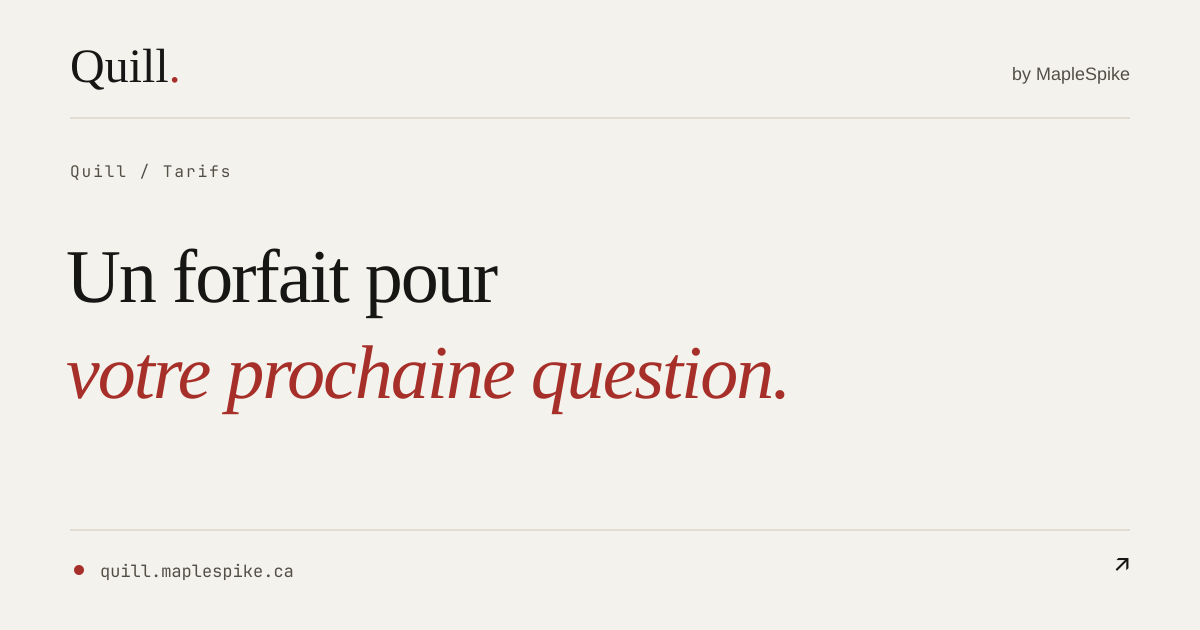 Quill.
by MapleSpike
Quill / Tarifs
Un forfait pour
votre prochaine question.
quill.maplespike.ca